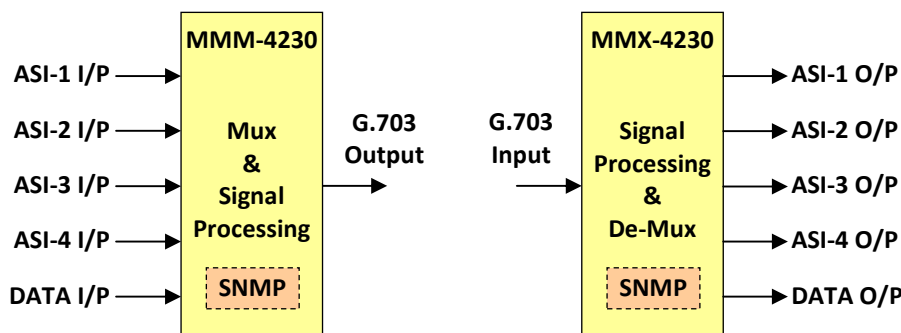 MMM-4230
ASI-1 I/P
ASI-2 I/P
ASI-3 I/P
ASI-4 I/P
DATA I/P
Mux
&
Signal
Processing
SNMP
G.703
Output
G.703
Input
MMX-4230
Signal
Processing
&
De-Mux
SNMP
ASI-1 O/P
ASI-2 O/P
ASI-3 O/P
ASI-4 O/P
DATA O/P